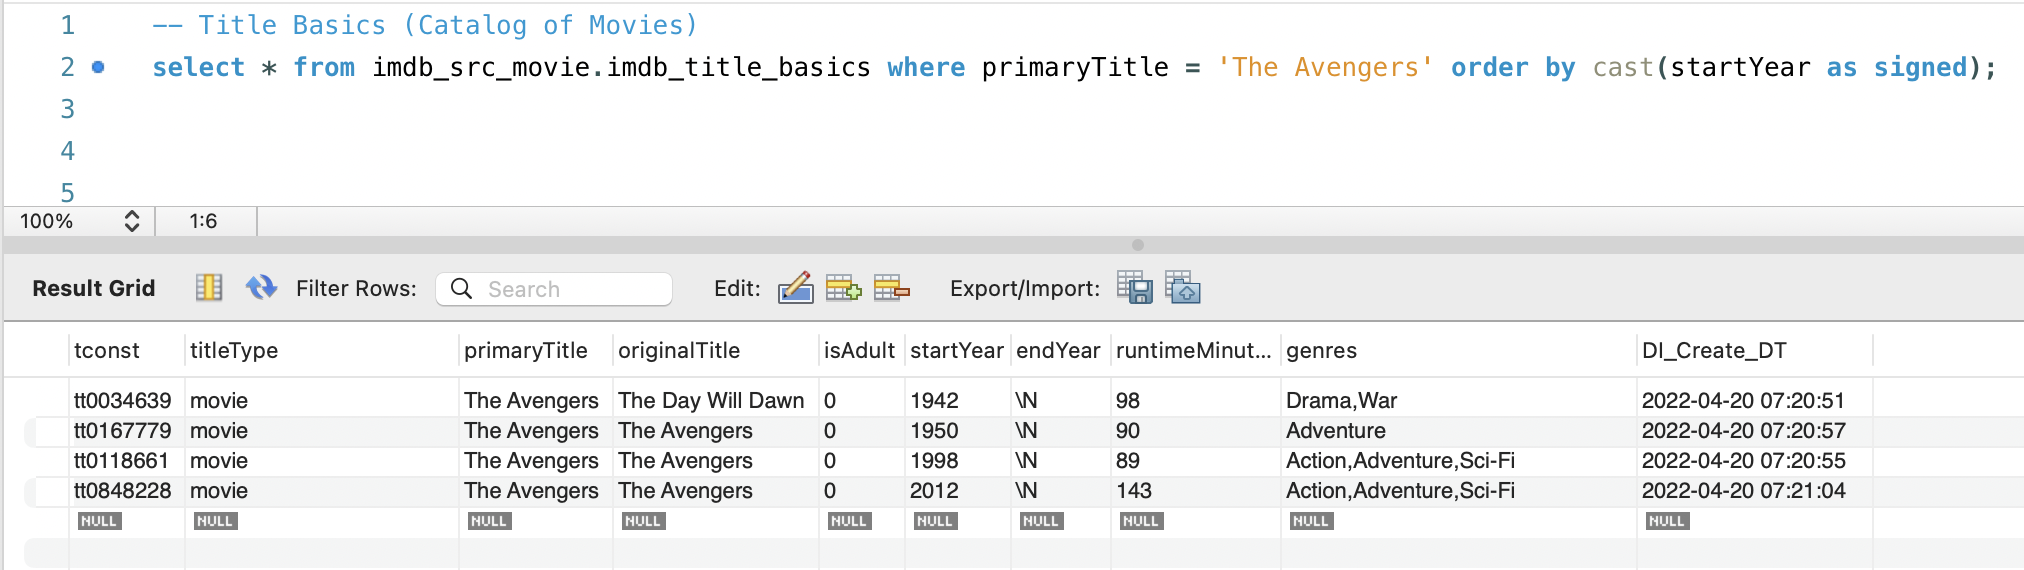 1 -- Title Basics (Catalog of Movies)
2 select * from imdb_src_movie.imdb_title_basics where primaryTitle = 'The Avengers' order by cast(startYear as signed);
3
4
5
100% 1:6
Result Grid Filter Rows: Search Edit: Export/Import:
tconst titleType primaryTitle originalTitle isAdult startYear endYear runtimeMinut... genres DI_Create_DT
tt0034639 movie The Avengers The Day Will Dawn 0 1942 \N 98 Drama,War 2022-04-20 07:20:51
tt0167779 movie The Avengers The Avengers 0 1950 \N 90 Adventure 2022-04-20 07:20:57
tt0118661 movie The Avengers The Avengers 0 1998 \N 89 Action,Adventure,Sci-Fi 2022-04-20 07:20:55
tt0848228 movie The Avengers The Avengers 0 2012 \N 143 Action,Adventure,Sci-Fi 2022-04-20 07:21:04
NULL NULL NULL NULL NULL NULL NULL NULL NULL NULL